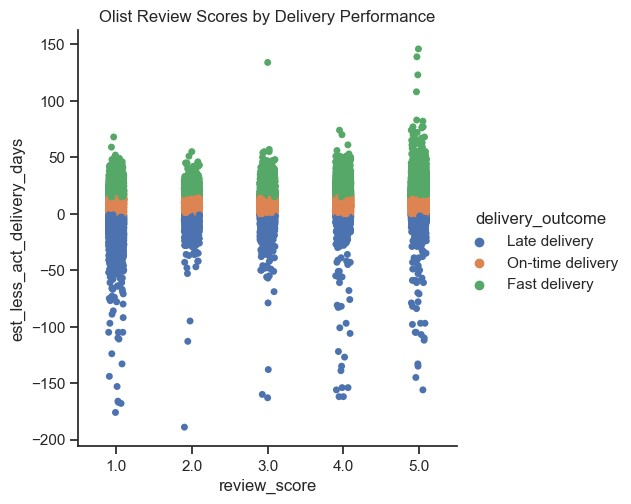 Olist Review Scores by Delivery Performance
150
100
50
0
−50
−100
−150
−200
est_less_act_delivery_days
1.0 2.0 3.0 4.0 5.0
review_score
delivery_outcome
Late delivery
On-time delivery
Fast delivery